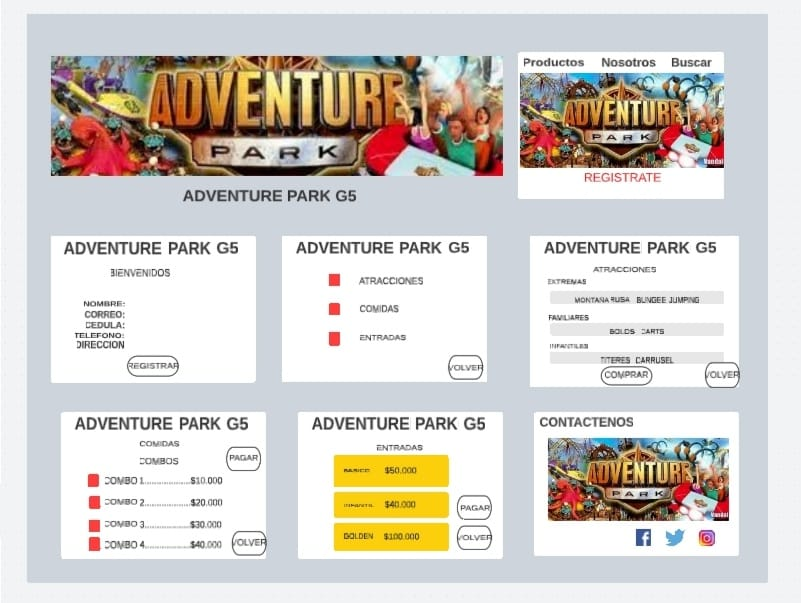 ADVENTURE
PARK
ADVENTURE PARK G5
Productos Nosotros Buscar
ADVENTURE
PARK
Vandal
REGISTRATE
ADVENTURE PARK G5
BIENVENIDOS
NOMBRE:
CORREO:
CEDULA:
TELEFONO:
DIRECCION
REGISTRAR
ADVENTURE PARK G5
ATRACCIONES
COMIDAS
ENTRADAS
VOLVER
ADVENTURE PARK G5
ATRACCIONES
EXTREMAS
MONTAÑA RUSA BUNGEE JUMPING
FAMILIARES
BOLOS CARTS
INFANTILES
TITERES CARRUSEL
COMPRAR
VOLVER
ADVENTURE PARK G5
COMIDAS
COMBOS
PAGAR
COMBO 1...............$10.000
COMBO 2...............$20.000
COMBO 3...............$30.000
COMBO 4...............$40.000
VOLVER
ADVENTURE PARK G5
ENTRADAS
BASICO $50.000
INFANTIL $40.000
PAGAR
GOLDEN $100.000
VOLVER
CONTACTENOS
ADVENTURE
PARK
Vandal